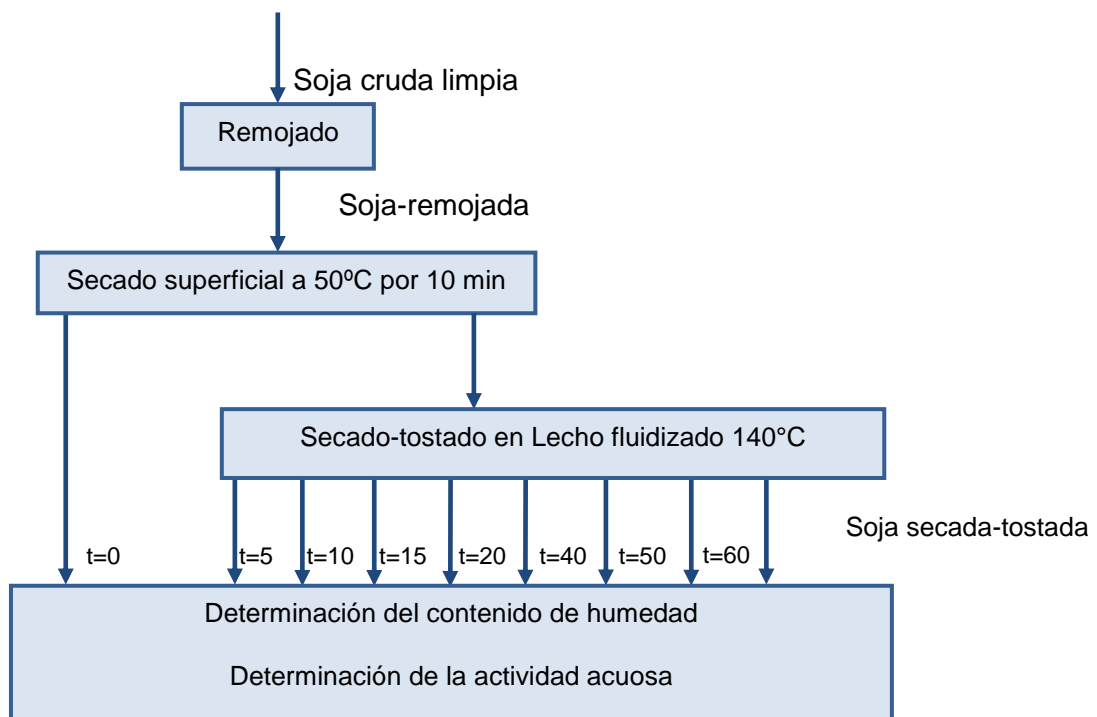 Soja cruda limpia
Remojado
Soja-remojada
Secado superficial a 50ºC por 10 min
Secado-tostado en Lecho fluidizado 140°C
Soja secada-tostada
t=0 t=5 t=10 t=15 t=20 t=40 t=50 t=60
Determinación del contenido de humedad
Determinación de la actividad acuosa